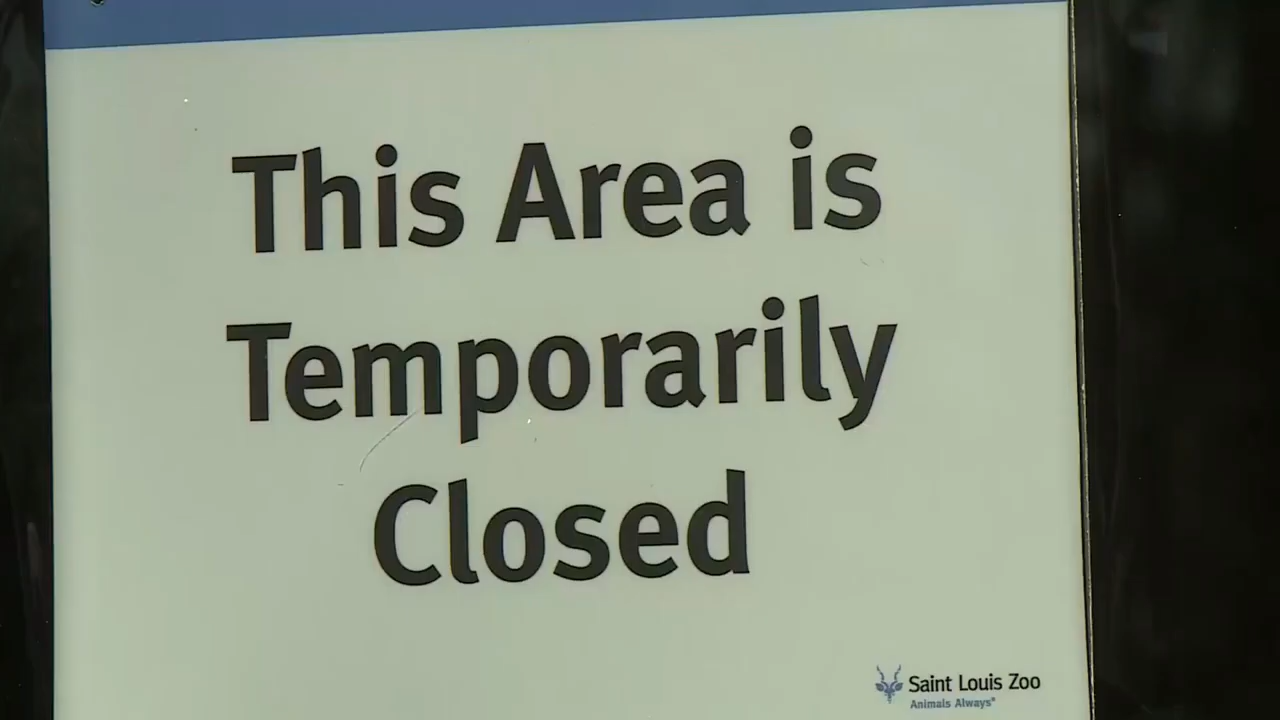 This Area is
Temporarily
Closed
Saint Louis Zoo
Animals Always®